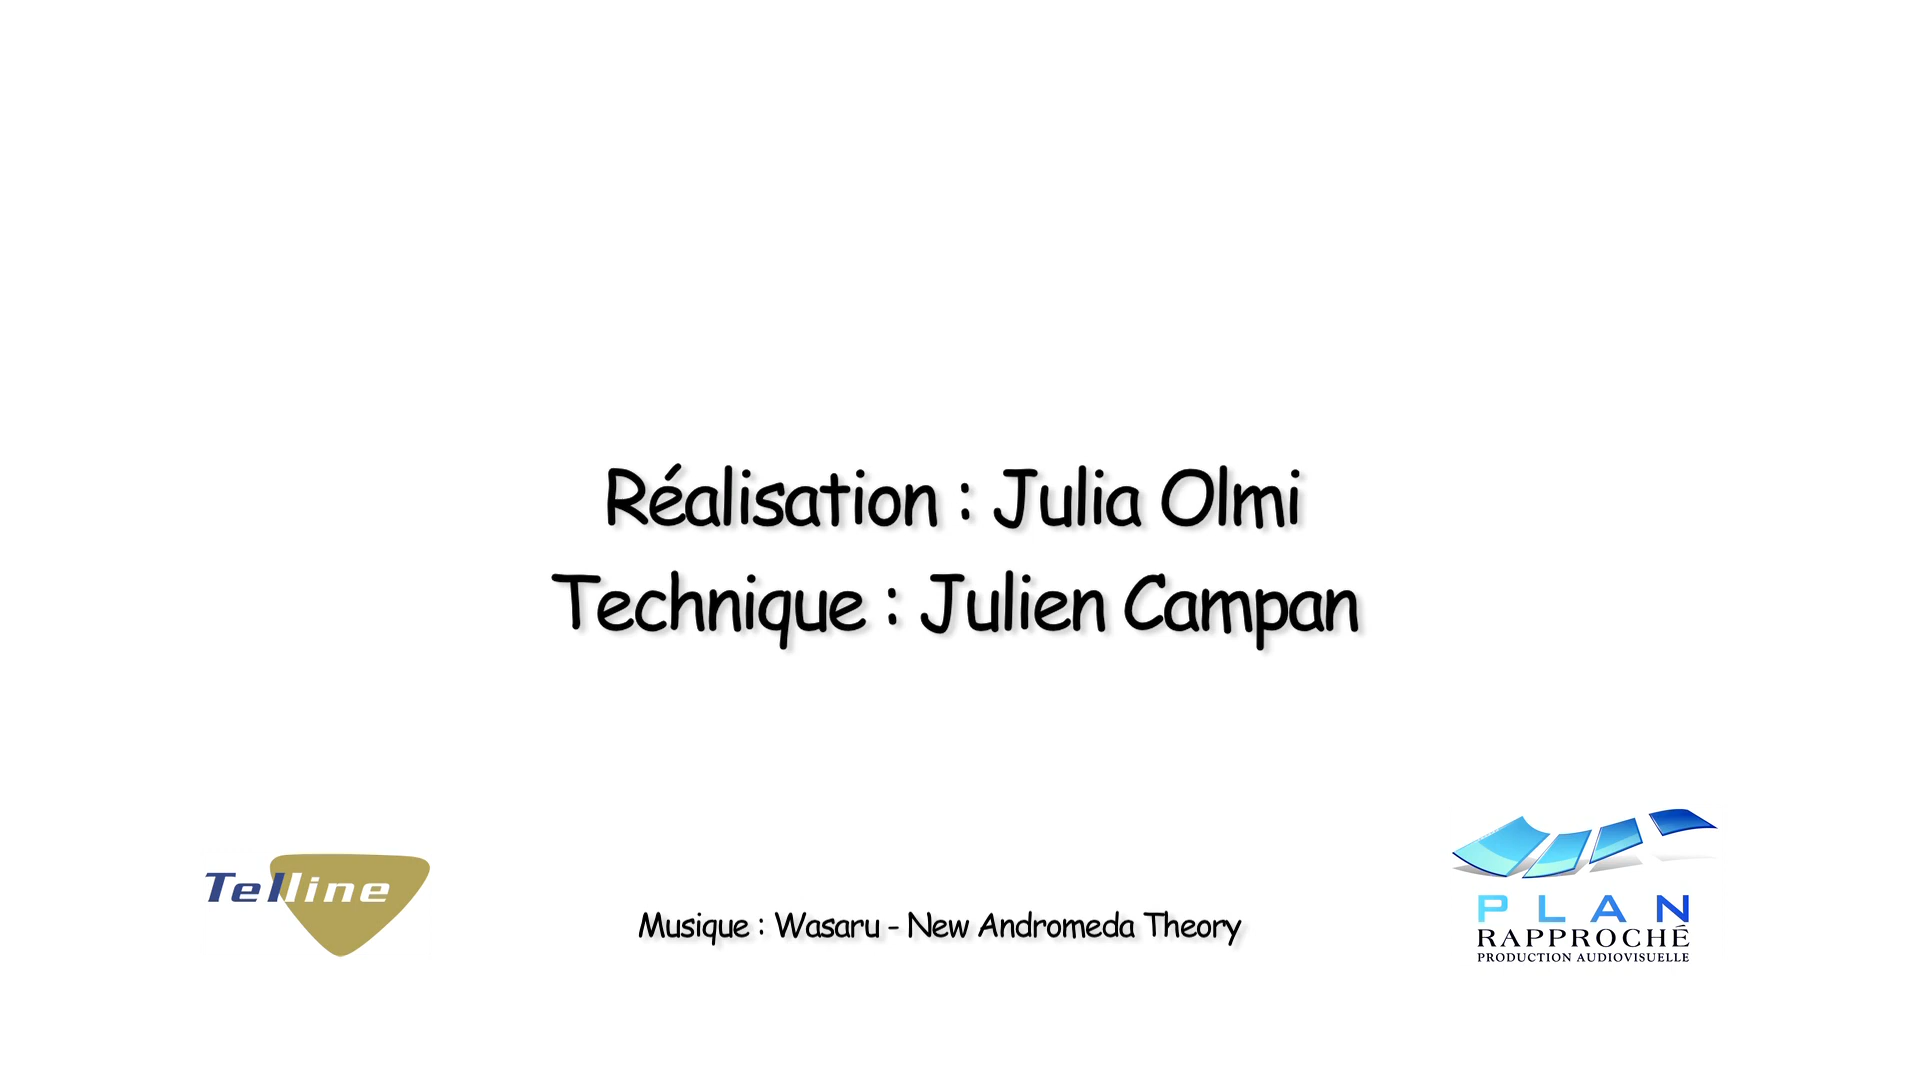 Réalisation : Julia Olmi
Technique : Julien Campan
Telline
Musique : Wasaru - New Andromeda Theory
PLAN
RAPPROCHÉ
PRODUCTION AUDIOVISUELLE